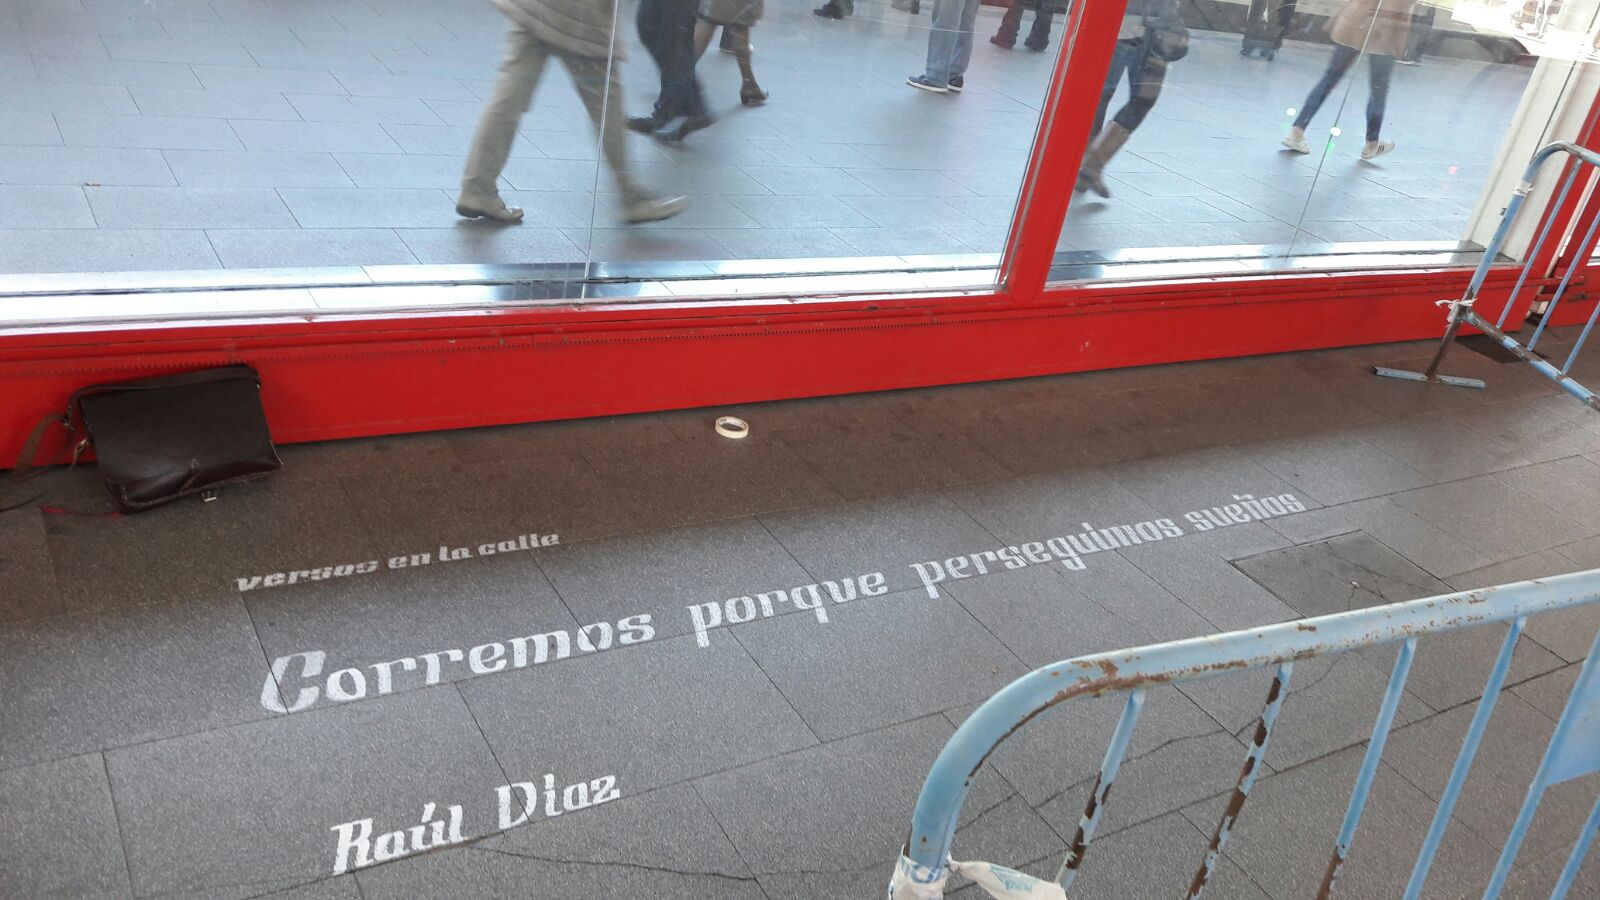 versos en la calle
Corremos porque perseguimos sueños
Raúl Díaz